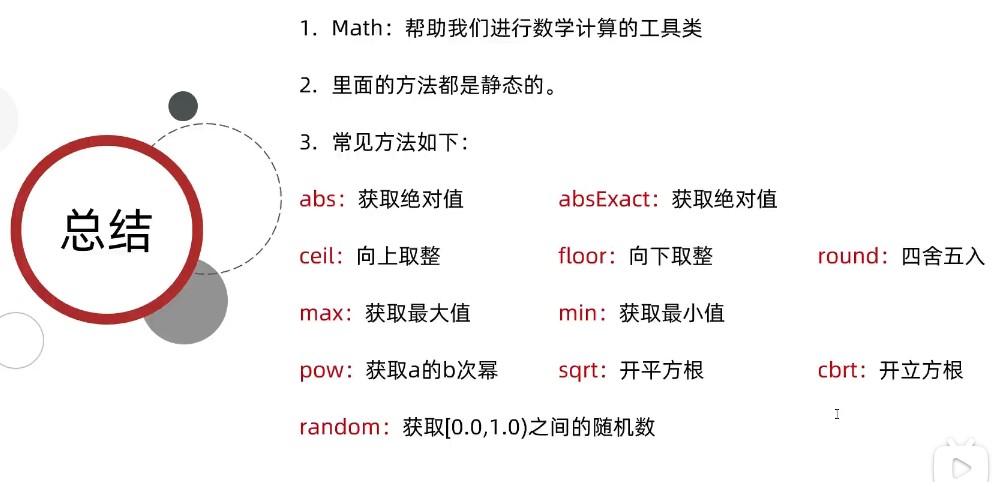 1. Math：帮助我们进行数学计算的工具类
2. 里面的方法都是静态的。
3. 常见方法如下：
总结
abs：获取绝对值 absExact：获取绝对值
ceil：向上取整 floor：向下取整 round：四舍五入
max：获取最大值 min：获取最小值
pow：获取a的b次幂 sqrt：开平方根 cbrt：开立方根
random：获取[0.0,1.0)之间的随机数